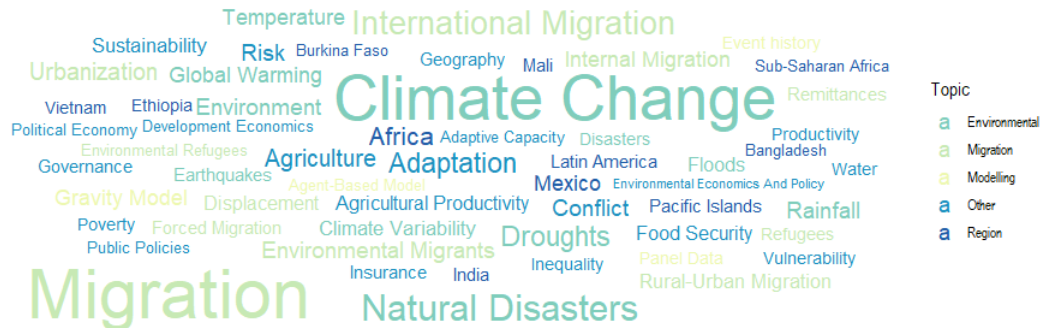 Temperature International Migration
Sustainability Risk Burkina Faso Geography Mali Internal Migration Event history
Urbanization Global Warming Climate Change Sub-Saharan Africa
Remittances
Vietnam Ethiopia Environment
Political Economy Development Economics Africa Adaptive Capacity Disasters Productivity
Environmental Refugees Agriculture Adaptation Latin America Bangladesh
Governance Earthquakes Floods Water
Agent-Based Model Mexico Environmental Economics And Policy
Gravity Model Displacement Agricultural Productivity Conflict Pacific Islands Rainfall
Poverty Forced Migration Climate Variability Droughts Food Security Refugees
Public Policies Environmental Migrants Panel Data Vulnerability
Insurance India Inequality Rural-Urban Migration
Migration Natural Disasters
Topic
a Environmental
a Migration
a Modelling
a Other
a Region